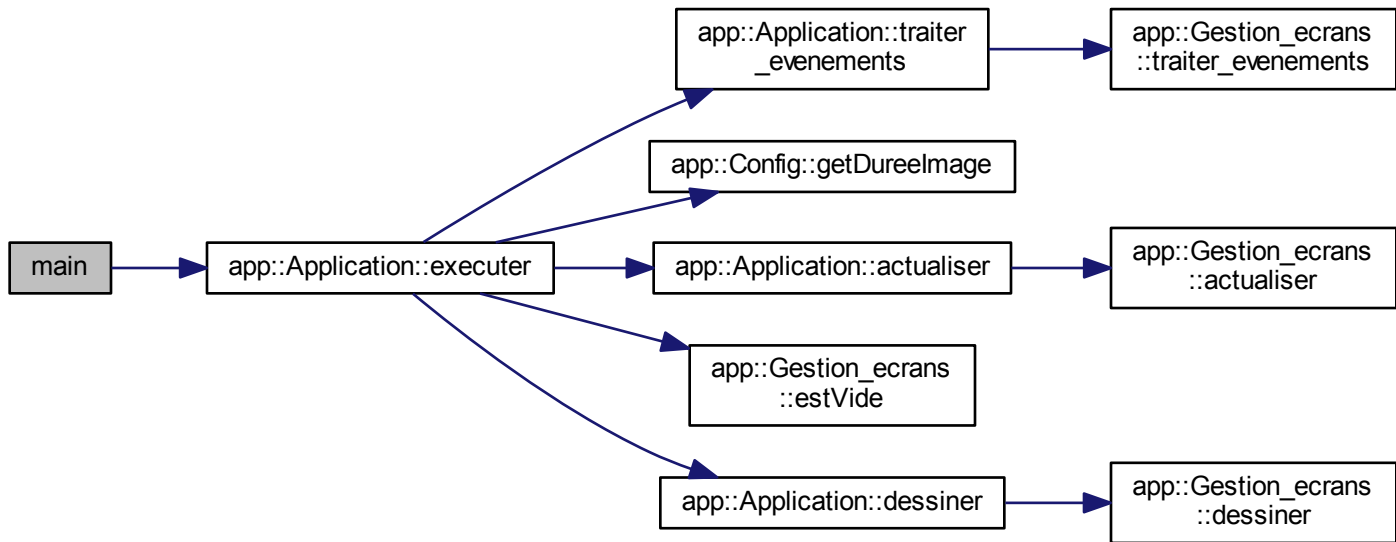 main
app::Application::executer
app::Application::traiter
_evenements
app::Config::getDureeImage
app::Application::actualiser
app::Gestion_ecrans
::estVide
app::Application::dessiner
app::Gestion_ecrans
::traiter_evenements
app::Gestion_ecrans
::actualiser
app::Gestion_ecrans
::dessiner